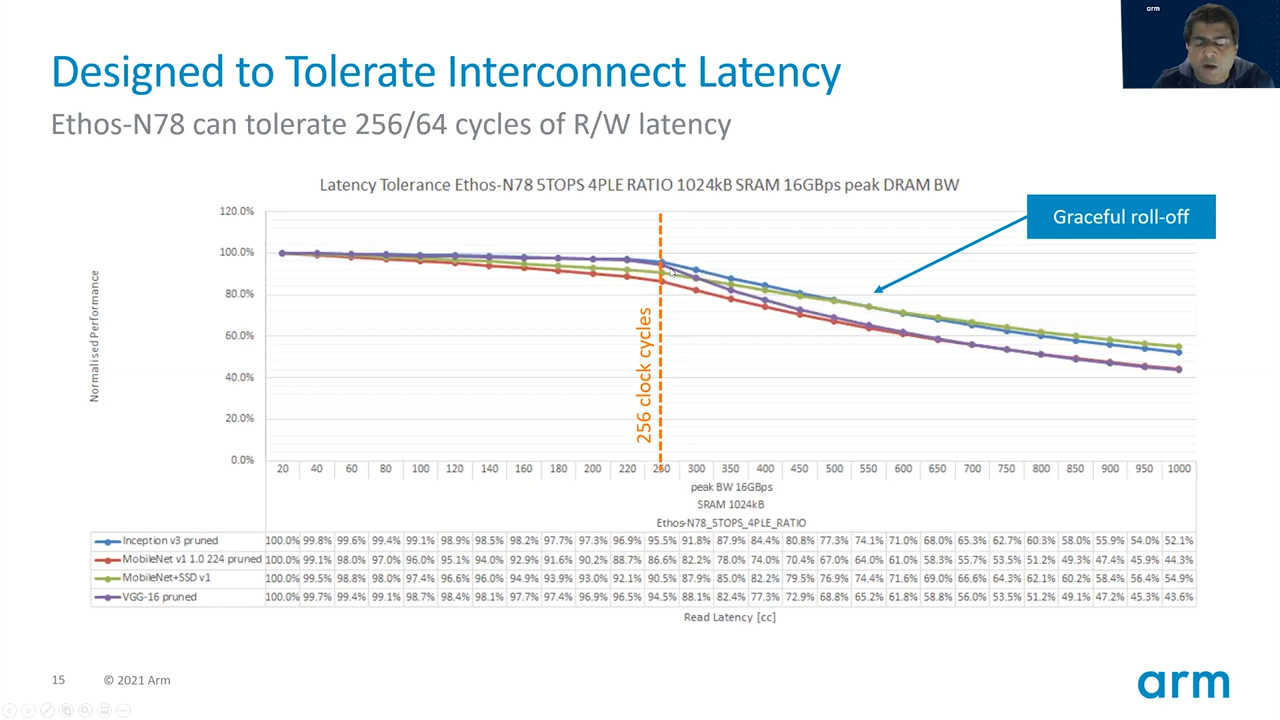 arm
Designed to Tolerate Interconnect Latency
Ethos-N78 can tolerate 256/64 cycles of R/W latency
Latency Tolerance Ethos-N78 5TOPS 4PLE RATIO 1024kB SRAM 16GBps peak DRAM BW
Graceful roll-off
120.0%
100.0%
80.0%
60.0%
40.0%
20.0%
0.0%
Normalised Performance
256 clock cycles
20 40 60 80 100 120 140 160 180 200 220 260 300 350 400 450 500 550 600 650 700 750 800 850 900 950 1000
peak BW 16GBps
SRAM 1024kB
Ethos-N78_5TOPS_4PLE_RATIO
Inception v3 pruned 100.0% 99.8% 99.6% 99.4% 99.1% 98.9% 98.5% 98.2% 97.7% 97.3% 96.9% 95.5% 91.8% 87.9% 84.4% 80.8% 77.3% 74.1% 71.0% 68.0% 65.3% 62.7% 60.3% 58.0% 55.9% 54.0% 52.1%
MobileNet v1 1.0 224 pruned 100.0% 99.1% 98.0% 97.0% 96.0% 95.1% 94.0% 92.9% 91.6% 90.2% 88.7% 86.6% 82.2% 78.0% 74.0% 70.4% 67.0% 64.0% 61.0% 58.3% 55.7% 53.5% 51.2% 49.3% 47.4% 45.9% 44.3%
MobileNet+SSD v1 100.0% 99.5% 98.8% 98.0% 97.4% 96.6% 96.0% 94.9% 93.9% 93.0% 92.1% 90.5% 87.9% 85.0% 82.2% 79.5% 76.9% 74.4% 71.6% 69.0% 66.6% 64.3% 62.1% 60.2% 58.4% 56.4% 54.9%
VGG-16 pruned 100.0% 99.7% 99.4% 99.1% 98.7% 98.4% 98.1% 97.7% 97.4% 96.9% 96.5% 94.5% 88.1% 82.4% 77.3% 72.9% 68.8% 65.2% 61.8% 58.8% 56.0% 53.5% 51.2% 49.1% 47.2% 45.3% 43.6%
Read Latency [cc]
15 © 2021 Arm
arm